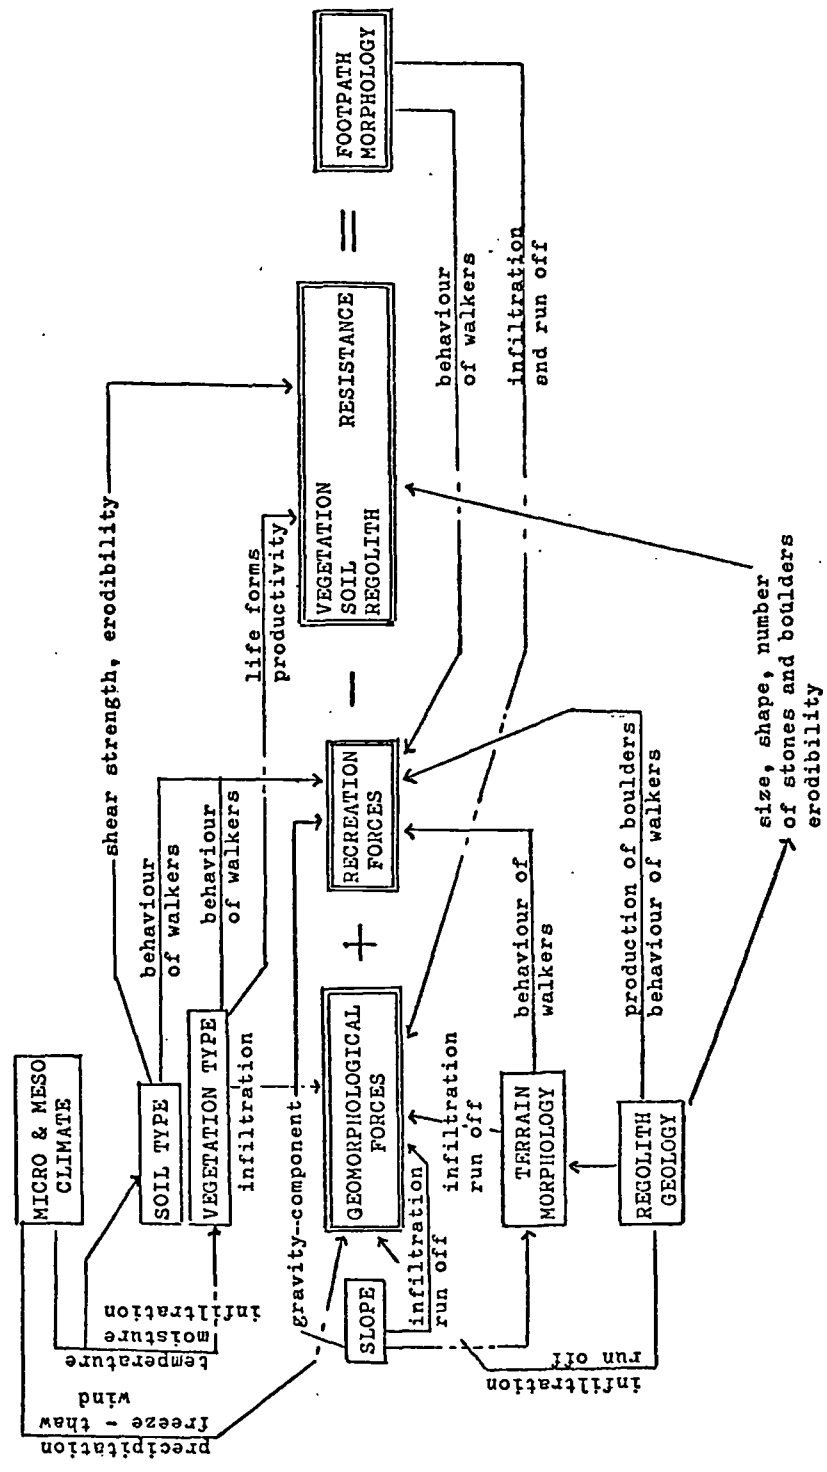 MICRO & MESO
CLIMATE
precipitation
freeze - thaw
wind
temperature
moisture
infiltration
SOIL TYPE
VEGETATION TYPE
infiltration
shear strength, erodibility
behaviour
of walkers
behaviour
of walkers
life forms
productivity
gravity-component
SLOPE
infiltration
run off
GEOMORPHOLOGICAL
FORCES
+
RECREATION
FORCES
-
VEGETATION
SOIL RESISTANCE
REGOLITH
=
FOOTPATH
MORPHOLOGY
behaviour
of walkers
infiltration
snd run off
infiltration
run off
TERRAIN
MORPHOLOGY
behaviour of
walkers
REGOLITH
GEOLOGY
production of boulders
behaviour of walkers
infiltration
run off
size, shape, number
of stones and boulders
erodibility